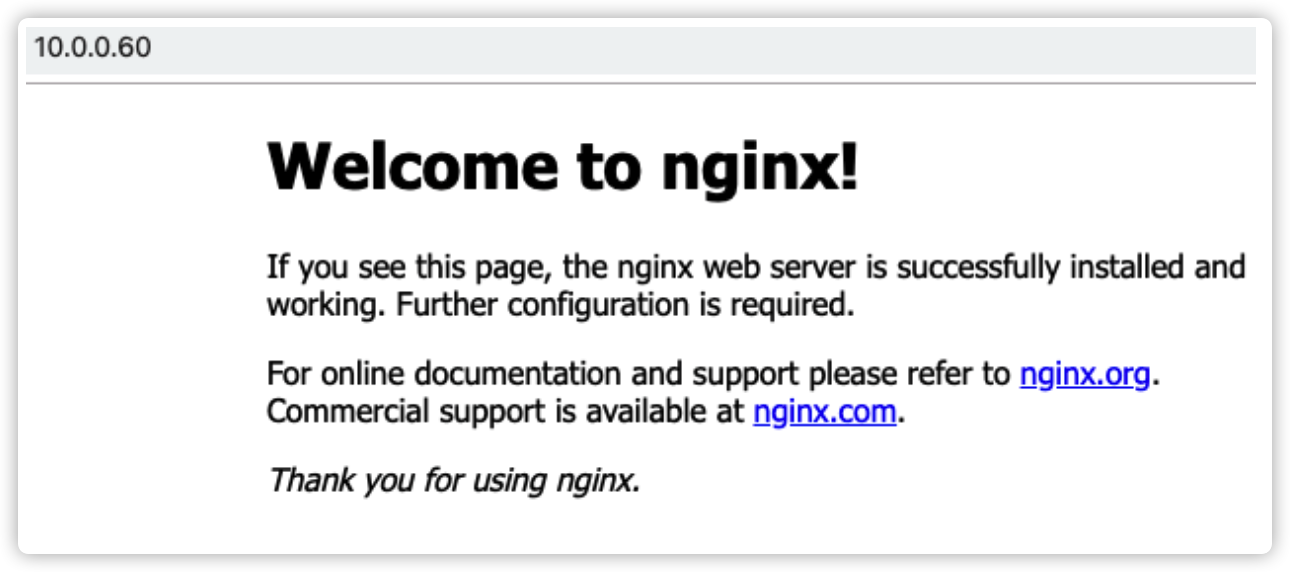 10.0.0.60
Welcome to nginx!
If you see this page, the nginx web server is successfully installed and
working. Further configuration is required.
For online documentation and support please refer to nginx.org.
Commercial support is available at nginx.com.
Thank you for using nginx.